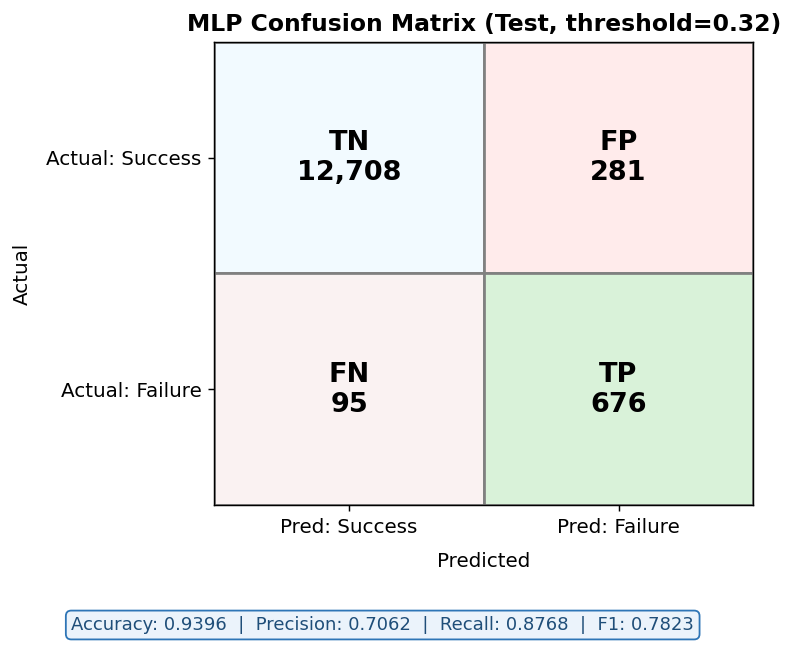 MLP Confusion Matrix (Test, threshold=0.32)
Actual
Actual: Success
TN
12,708
FP
281
Actual: Failure
FN
95
TP
676
Pred: Success
Pred: Failure
Predicted
Accuracy: 0.9396 | Precision: 0.7062 | Recall: 0.8768 | F1: 0.7823